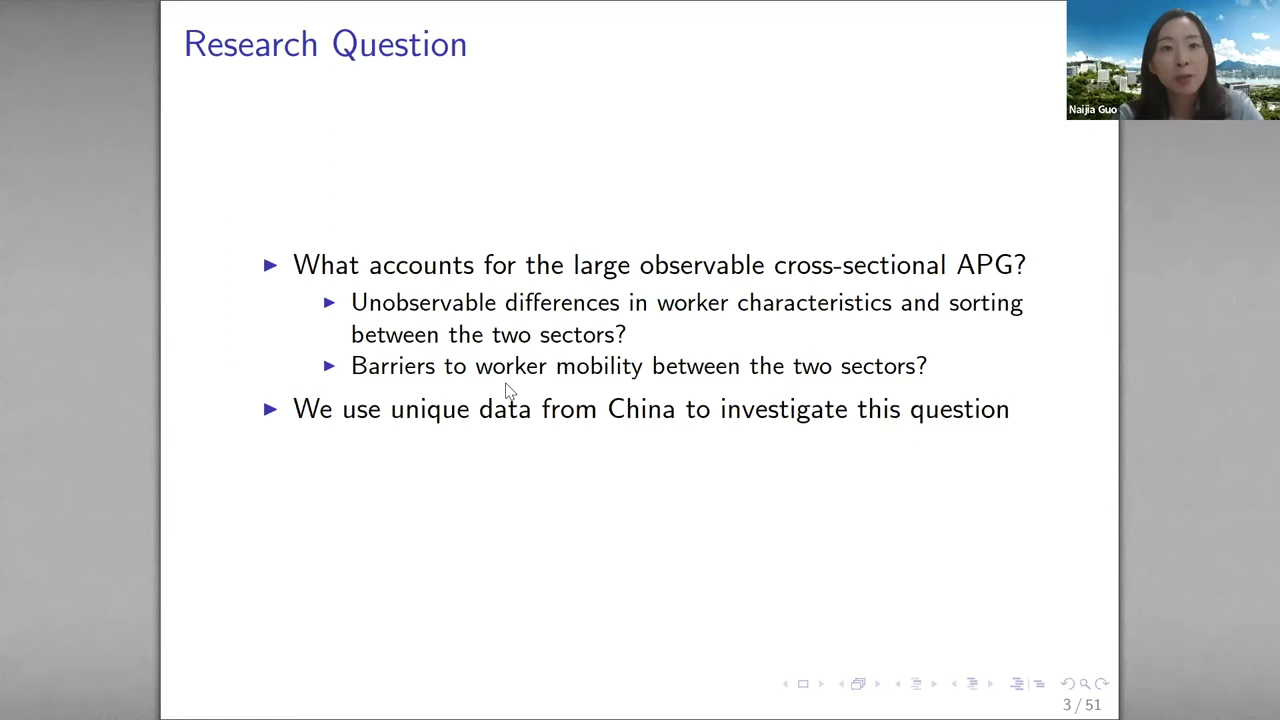 Research Question
Naijia Guo
What accounts for the large observable cross-sectional APG?
Unobservable differences in worker characteristics and sorting
between the two sectors?
Barriers to worker mobility between the two sectors?
We use unique data from China to investigate this question
3 / 51